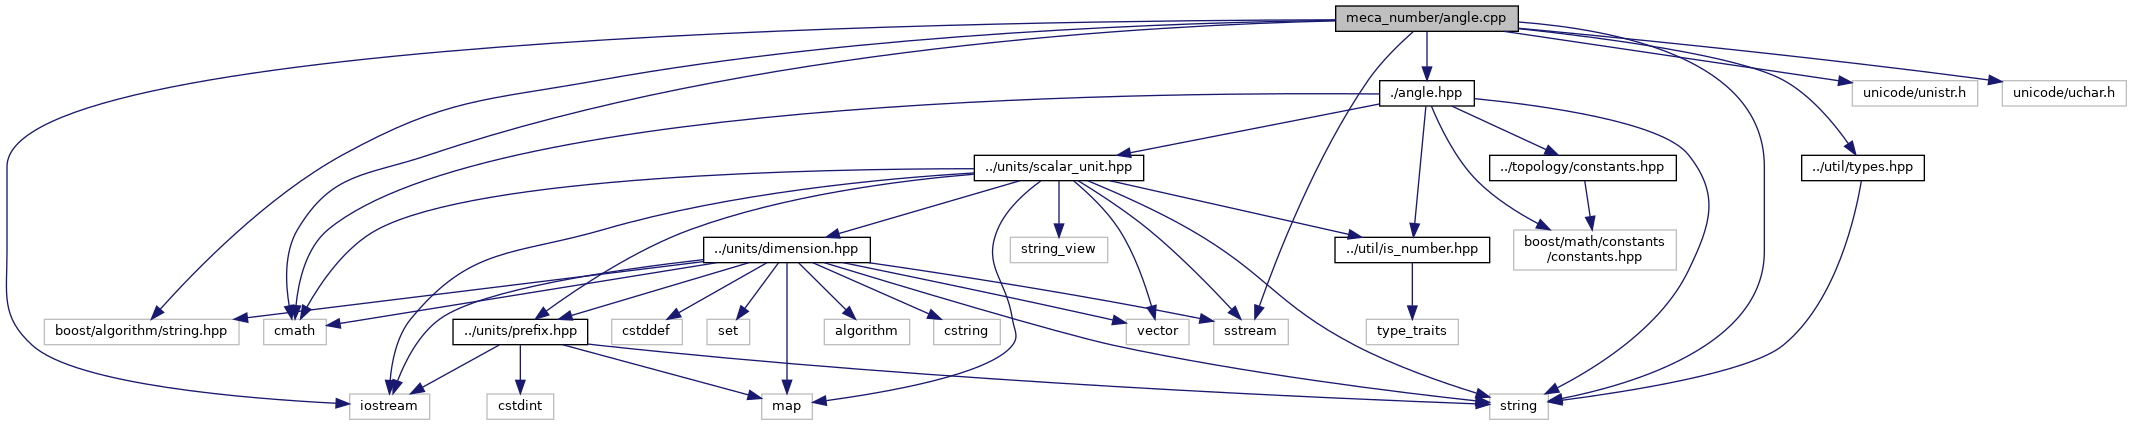 meca_number/angle.cpp
./angle.hpp
unicode/unistr.h
unicode/uchar.h
../units/scalar_unit.hpp
../topology/constants.hpp
../util/types.hpp
../units/dimension.hpp
string_view
../util/is_number.hpp
boost/math/constants
/constants.hpp
boost/algorithm/string.hpp
cmath
../units/prefix.hpp
cstddef
set
algorithm
cstring
vector
sstream
type_traits
iostream
cstdint
map
string